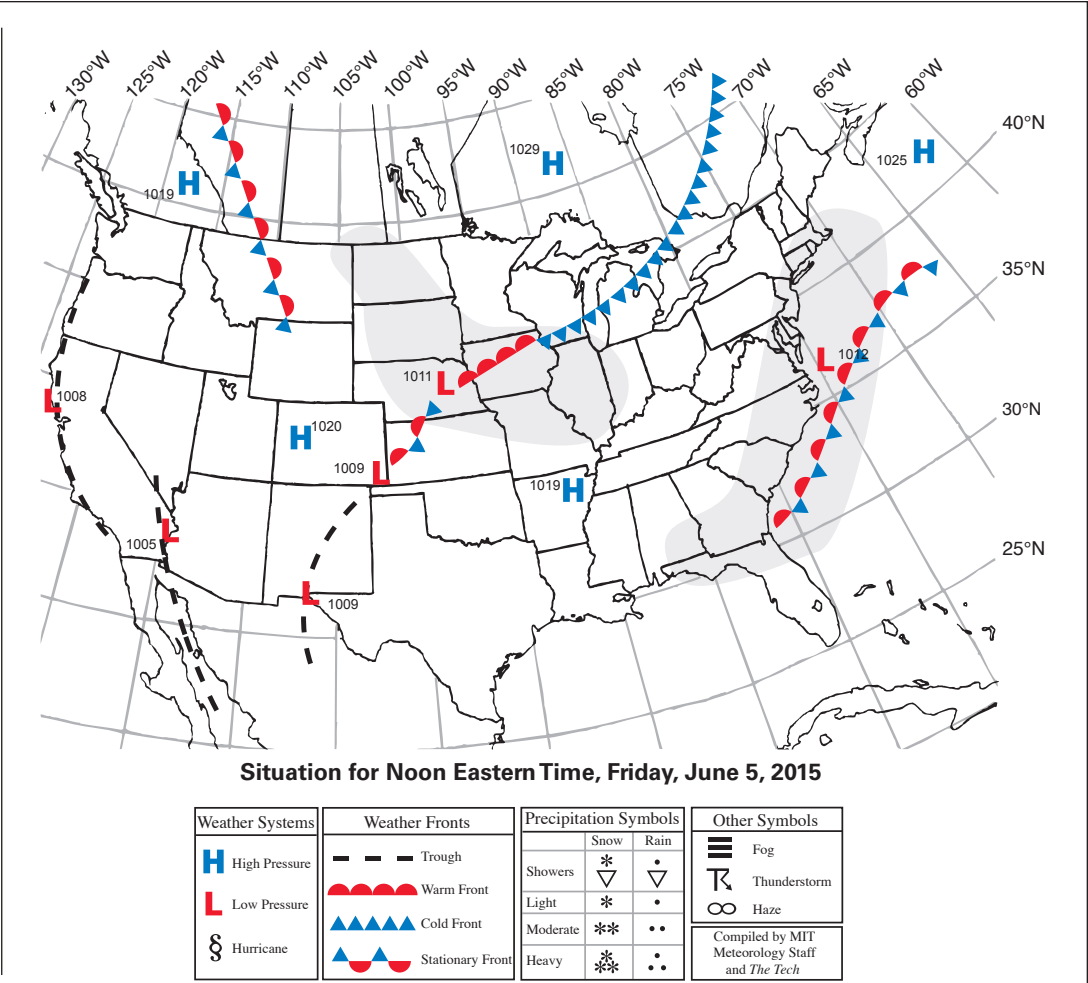 130°W 125°W 120°W 115°W 110°W 105°W 100°W 95°W 90°W 85°W 80°W 75°W 70°W 65°W 60°W
40°N
1029 H
1025 H
1019 H
35°N
1012 L
1011 L
L 1008
30°N
H 1020
1009 L
1019 H
1005 L
25°N
L 1009
Situation for Noon Eastern Time, Friday, June 5, 2015
Weather Systems
H High Pressure
L Low Pressure
§ Hurricane
Weather Fronts
Trough
Warm Front
Cold Front
Stationary Front
Precipitation Symbols
Snow Rain
Showers
Light
Moderate
Heavy
Other Symbols
Fog
Thunderstorm
Haze
Compiled by MIT
Meteorology Staff
and The Tech